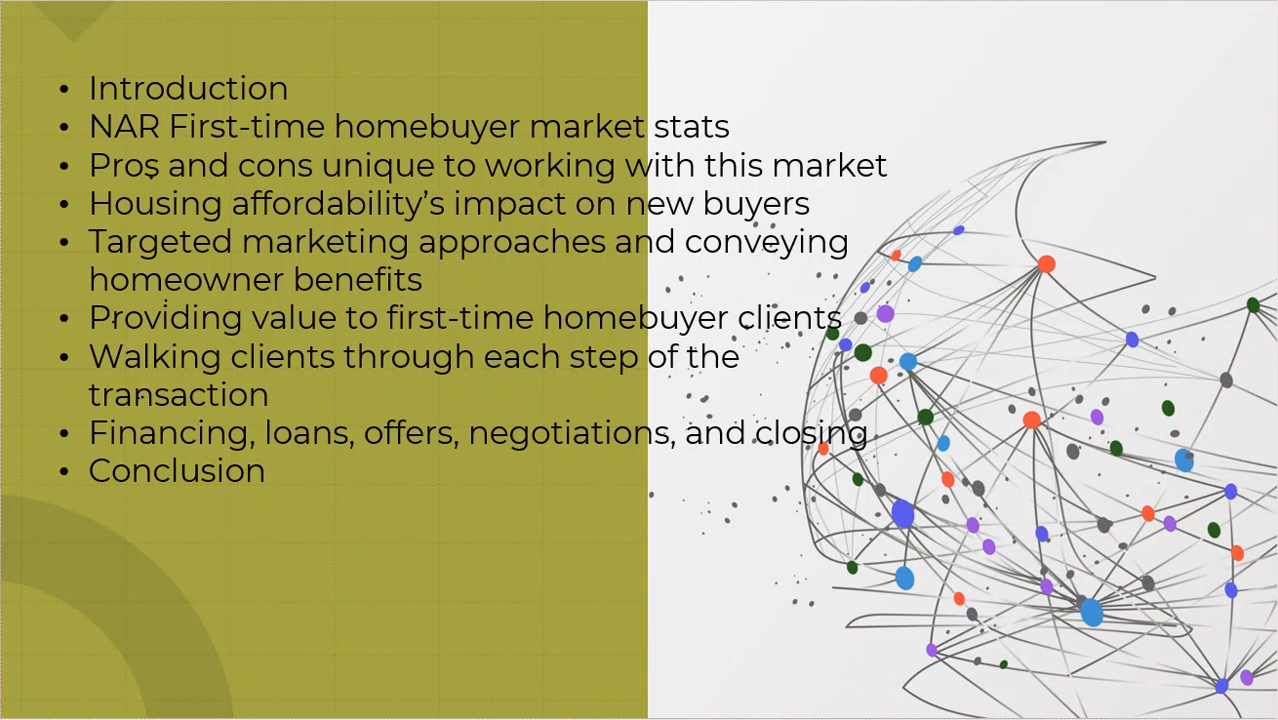 • Introduction
• NAR First-time homebuyer market stats
• Pros and cons unique to working with this market
• Housing affordability’s impact on new buyers
• Targeted marketing approaches and conveying
homeowner benefits
• Providing value to first-time homebuyer clients
• Walking clients through each step of the
transaction
• Financing, loans, offers, negotiations, and closing
• Conclusion